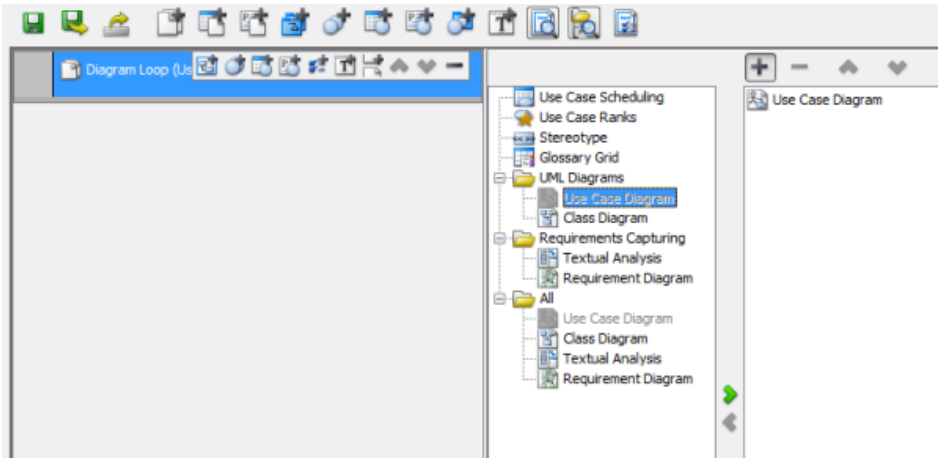 Diagram Loop (Us
Use Case Scheduling
Use Case Ranks
Stereotype
Glossary Grid
UML Diagrams
Use Case Diagram
Class Diagram
Requirements Capturing
Textual Analysis
Requirement Diagram
All
Use Case Diagram
Class Diagram
Textual Analysis
Requirement Diagram
Use Case Diagram